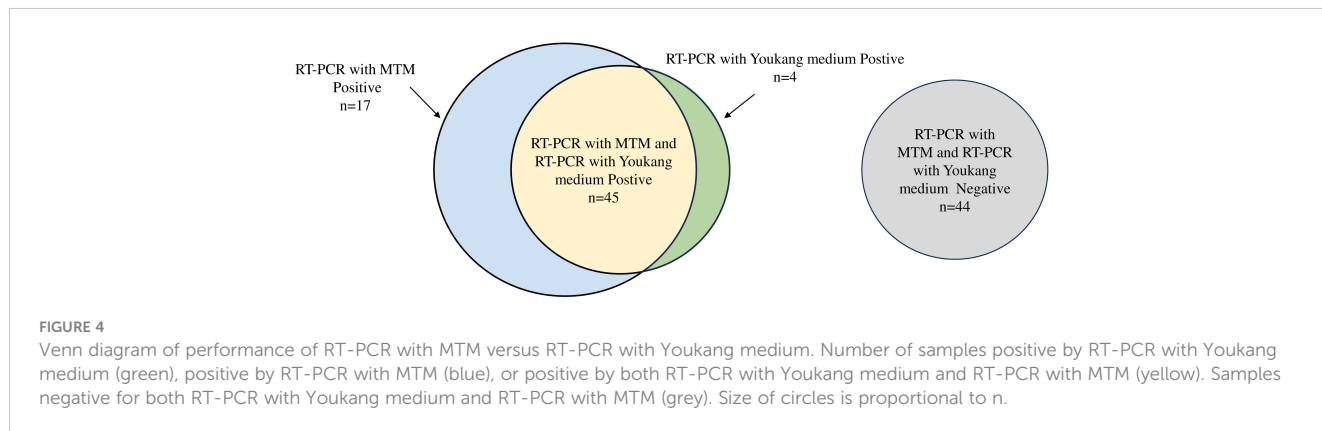 RT-PCR with MTM
Positive
n=17
RT-PCR with Youkang medium Postive
n=4
RT-PCR with MTM and
RT-PCR with Youkang
medium Postive
n=45
RT-PCR with
MTM and RT-PCR
with Youkang
medium Negative
n=44
FIGURE 4
Venn diagram of performance of RT-PCR with MTM versus RT-PCR with Youkang medium. Number of samples positive by RT-PCR with Youkang
medium (green), positive by RT-PCR with MTM (blue), or positive by both RT-PCR with Youkang medium and RT-PCR with MTM (yellow). Samples
negative for both RT-PCR with Youkang medium and RT-PCR with MTM (grey). Size of circles is proportional to n.